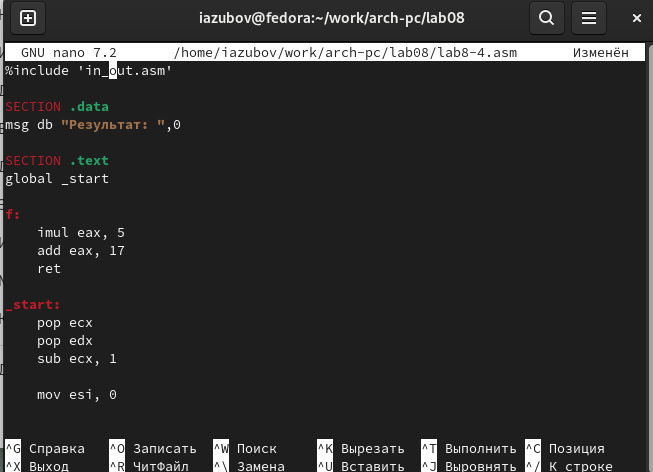 iazubov@fedora:~/work/arch-pc/lab08
GNU nano 7.2 /home/iazubov/work/arch-pc/lab08/lab8-4.asm Изменён
%include 'in_out.asm'
SECTION .data
msg db "Результат: ",0
SECTION .text
global _start
f:
imul eax, 5
add eax, 17
ret
_start:
pop ecx
pop edx
sub ecx, 1
mov esi, 0
^G Справка ^O Записать ^W Поиск ^K Вырезать ^T Выполнить ^C Позиция
^X Выход ^R ЧитФайл ^\ Замена ^U Вставить ^J Выровнять ^/ К строке